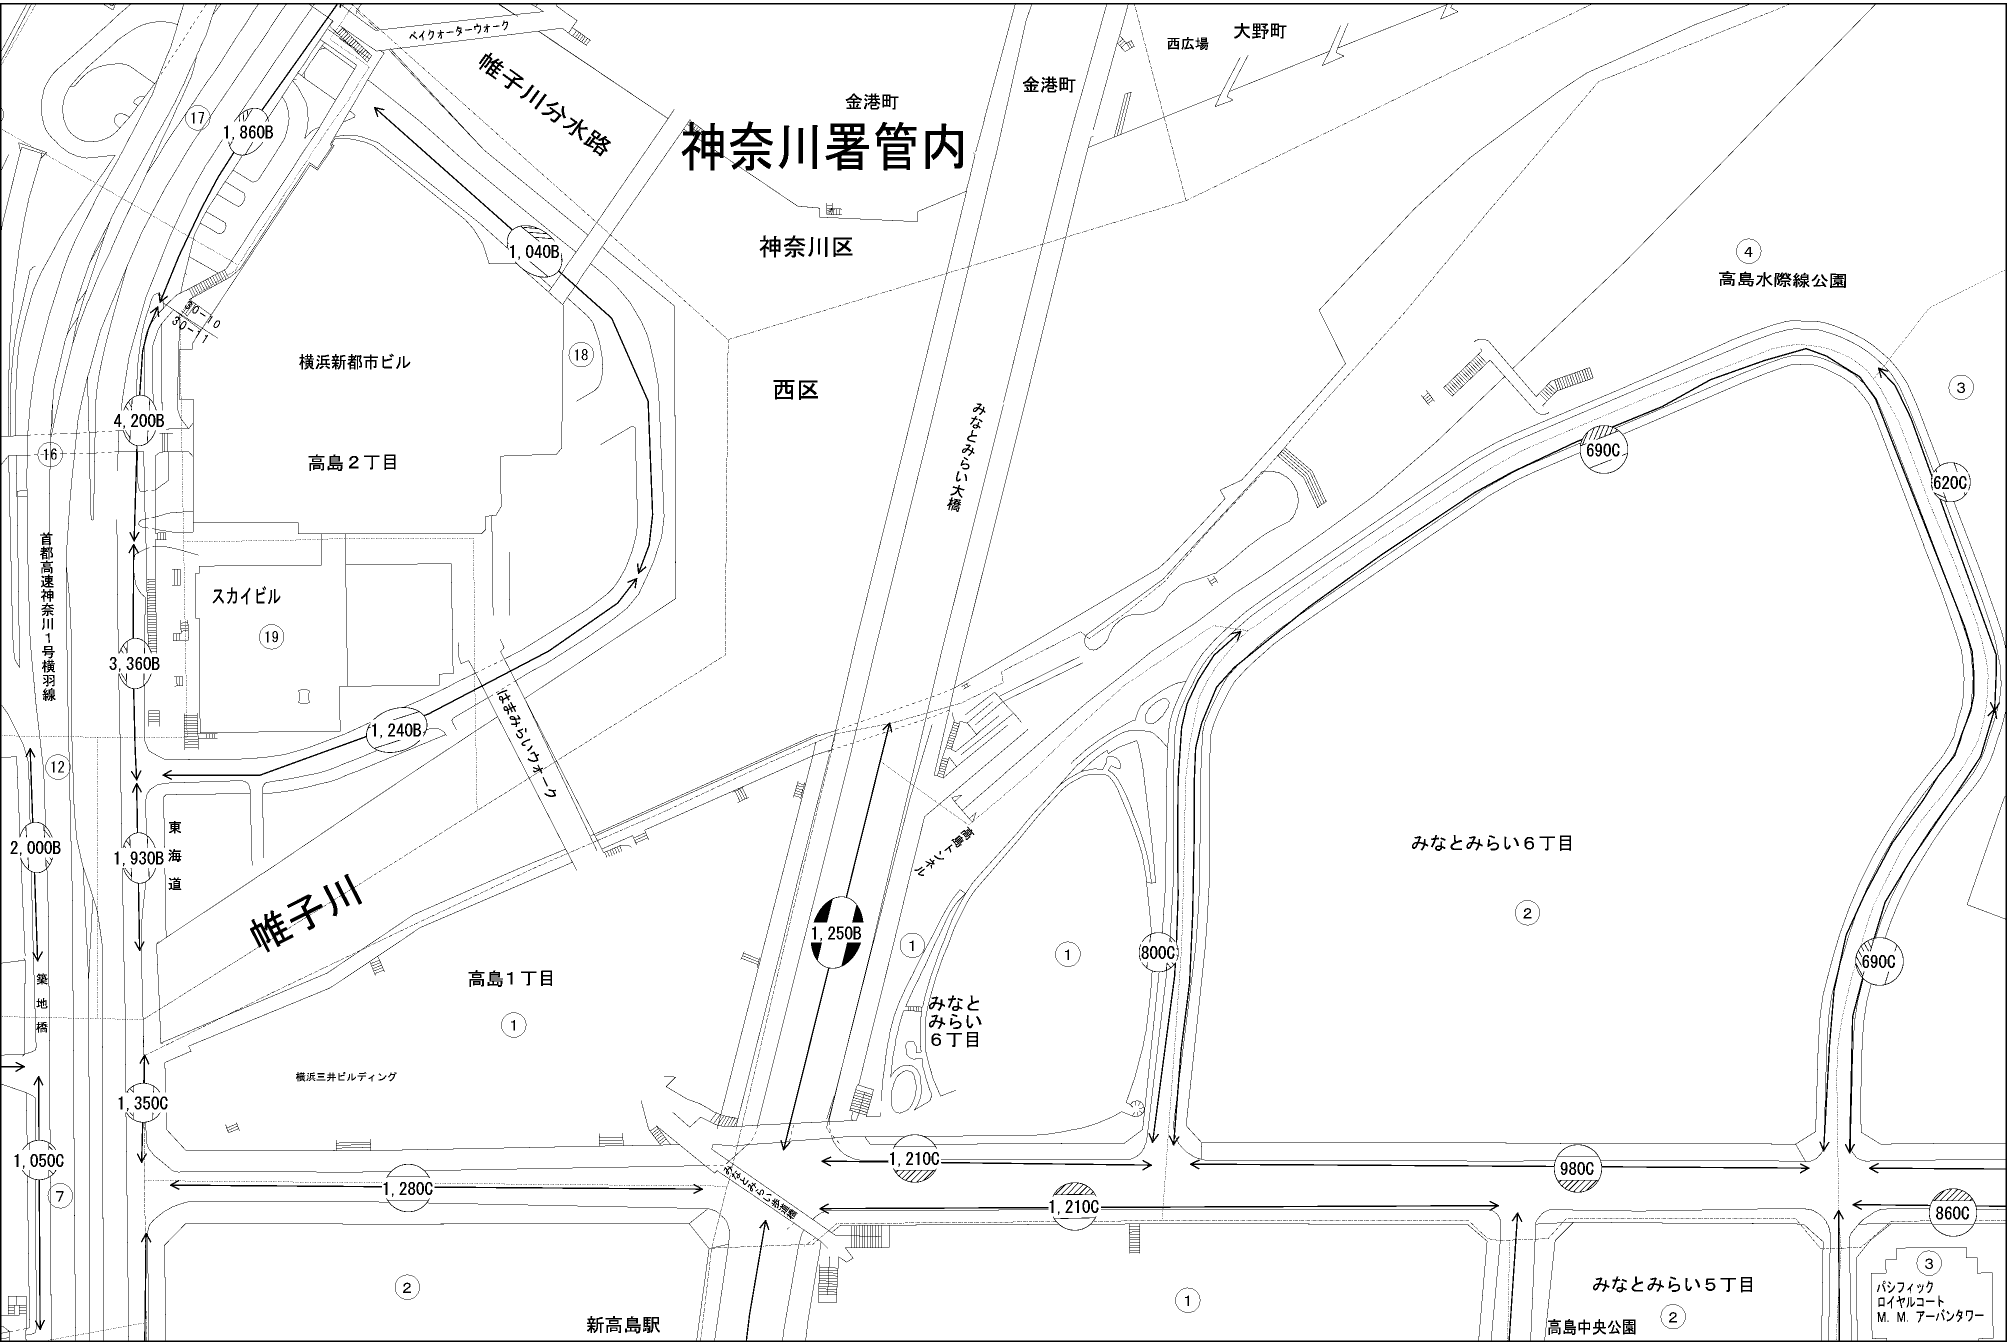 ベイクォーターウォーク
帷子川分水路
西広場
大野町
金港町
金港町
17
1,860B
神奈川署管内
1,040B
神奈川区
4
高島水際線公園
30-10
30-11
横浜新都市ビル
18
西区
3
4,200B
みなとみらい大橋
16
高島2丁目
690C
620C
首都高速神奈川1号横羽線
スカイビル
19
3,360B
はまみらいウォーク
1,240B
12
2,000B
1,930B
東海道
高島トンネル
みなとみらい6丁目
2
帷子川
1,250B
1
1
800C
690C
築地橋
高島1丁目
1
みなと
みらい
6丁目
横浜三井ビルディング
1,350C
1,050C
7
1,280C
みなとみらい歩道橋
1,210C
980C
1,210C
860C
2
新高島駅
1
みなとみらい5丁目
2
高島中央公園
3
パシフィック
ロイヤルコート
M.M.アーバンタワー